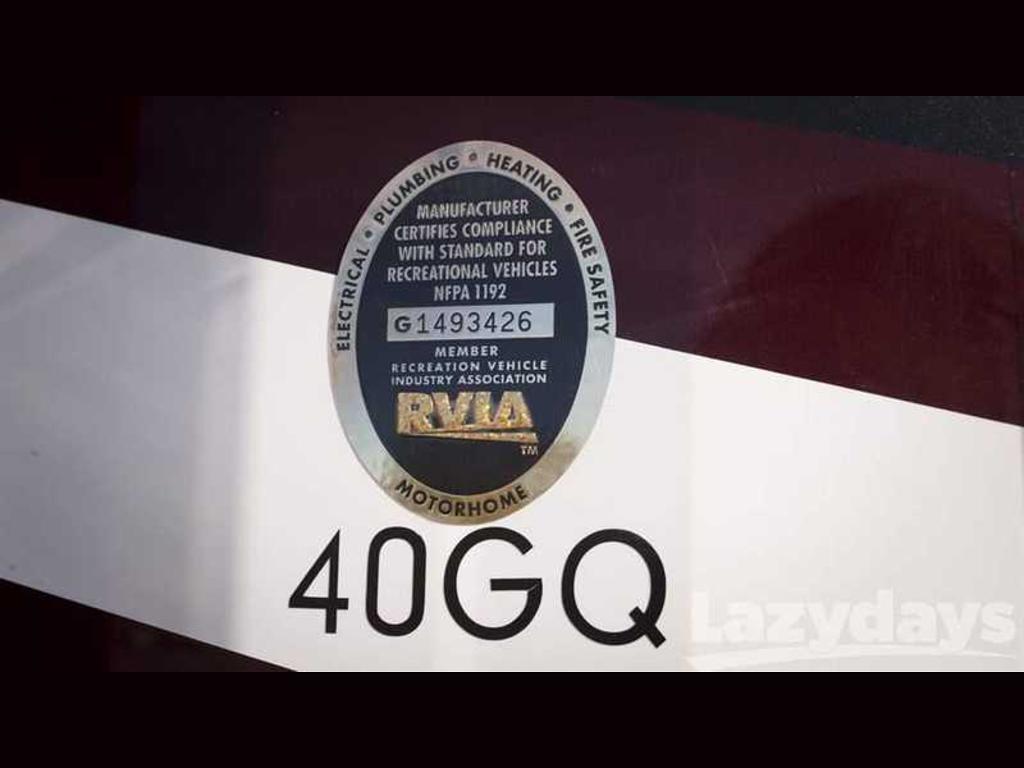 ELECTRICAL • PLUMBING • HEATING • FIRE SAFETY
MANUFACTURER
CERTIFIES COMPLIANCE
WITH STANDARD FOR
RECREATIONAL VEHICLES
NFPA 1192
G1493426
MEMBER
RECREATION VEHICLE
INDUSTRY ASSOCIATION
RVIA
TM
MOTORHOME
40GQ
Lazydays